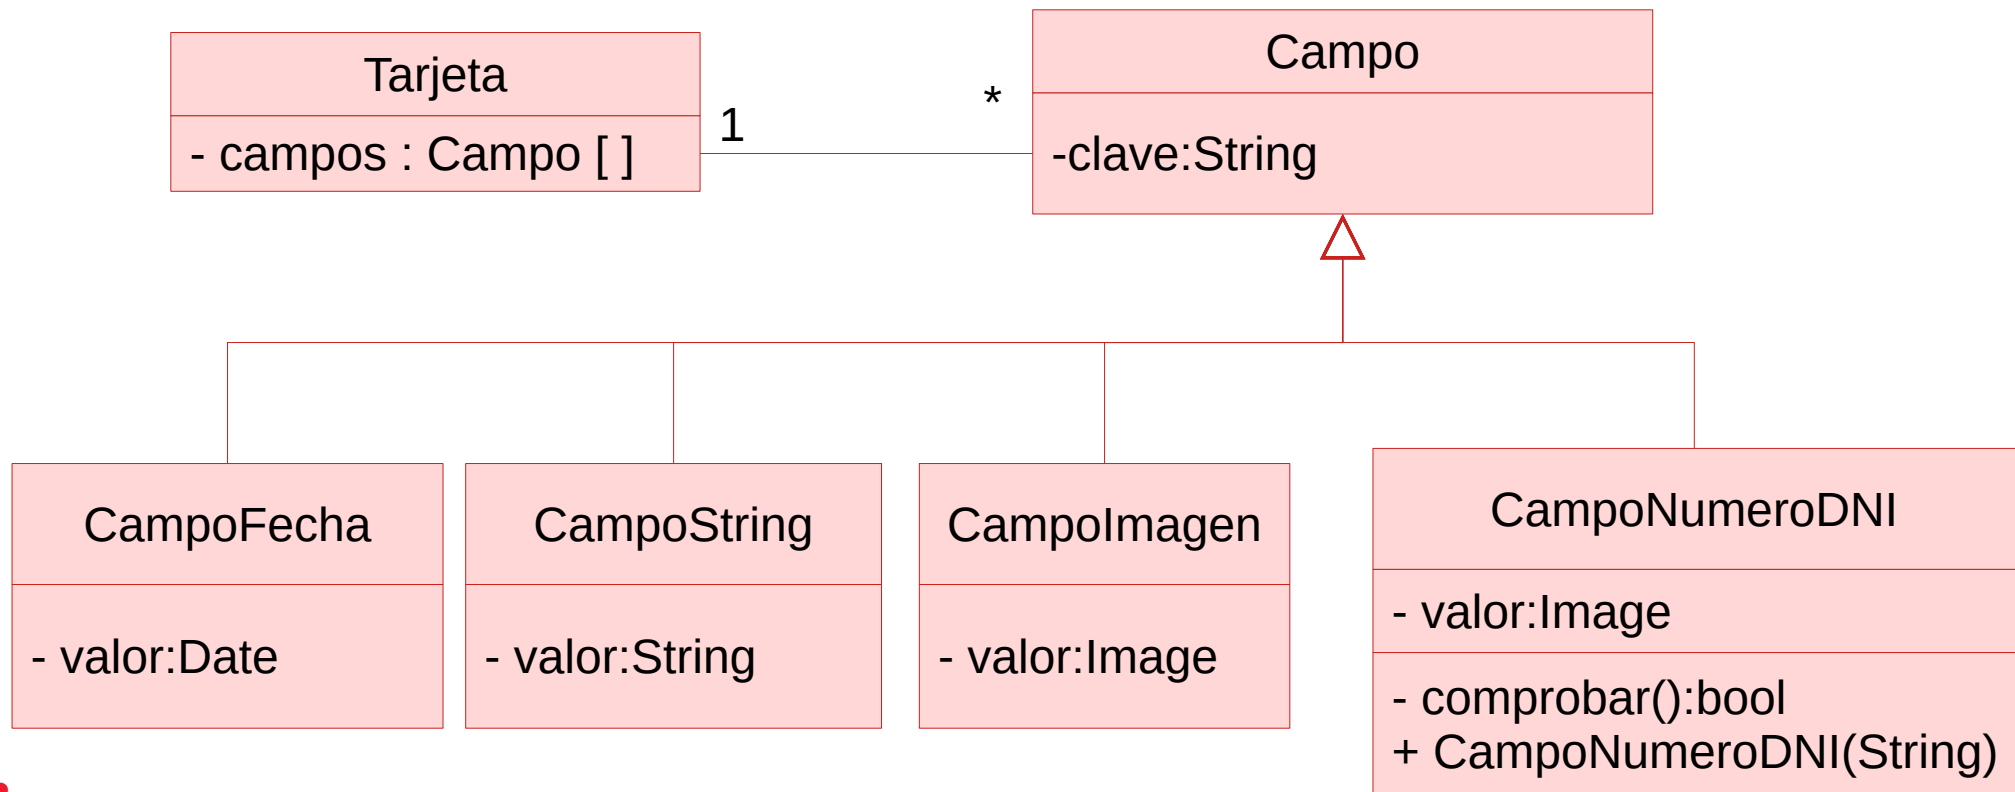 Tarjeta
- campos : Campo [ ]
1
*
Campo
-clave:String
CampoFecha
- valor:Date
CampoString
- valor:String
CampoImagen
- valor:Image
CampoNumeroDNI
- valor:Image
- comprobar():bool
+ CampoNumeroDNI(String)